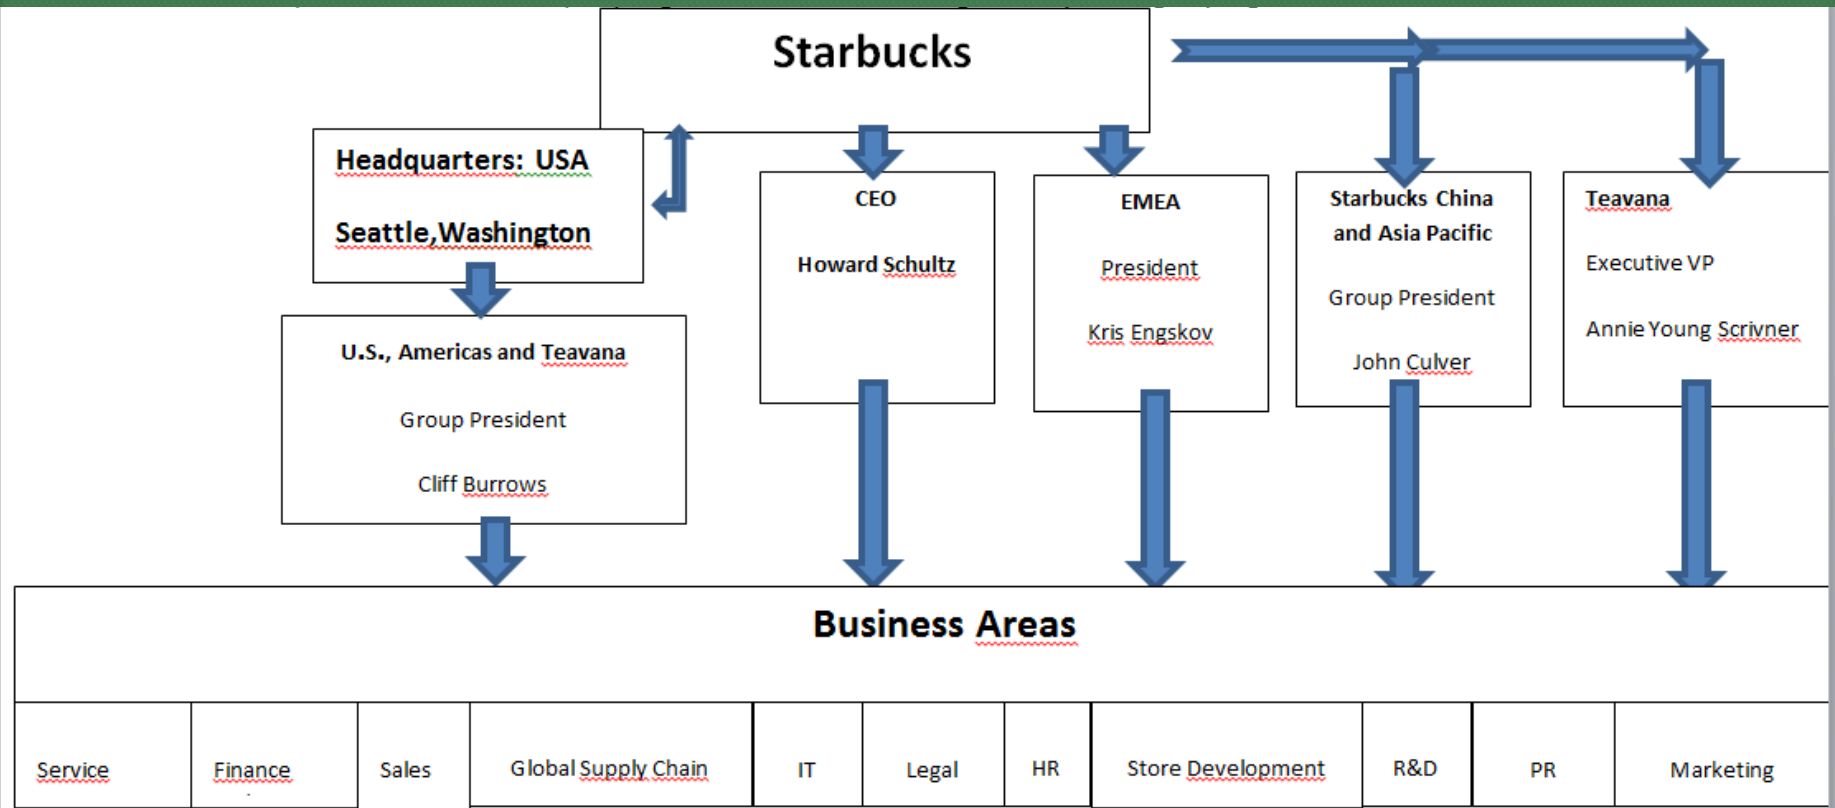 Starbucks
Headquarters: USA
Seattle,Washington
U.S., Americas and Teavana
Group President
Cliff Burrows
CEO
Howard Schultz
EMEA
President
Kris Engskov
Starbucks China
and Asia Pacific
Group President
John Culver
Teavana
Executive VP
Annie Young Scrivner
Business Areas
Service
Finance
Sales
Global Supply Chain
IT
Legal
HR
Store Development
R&D
PR
Marketing